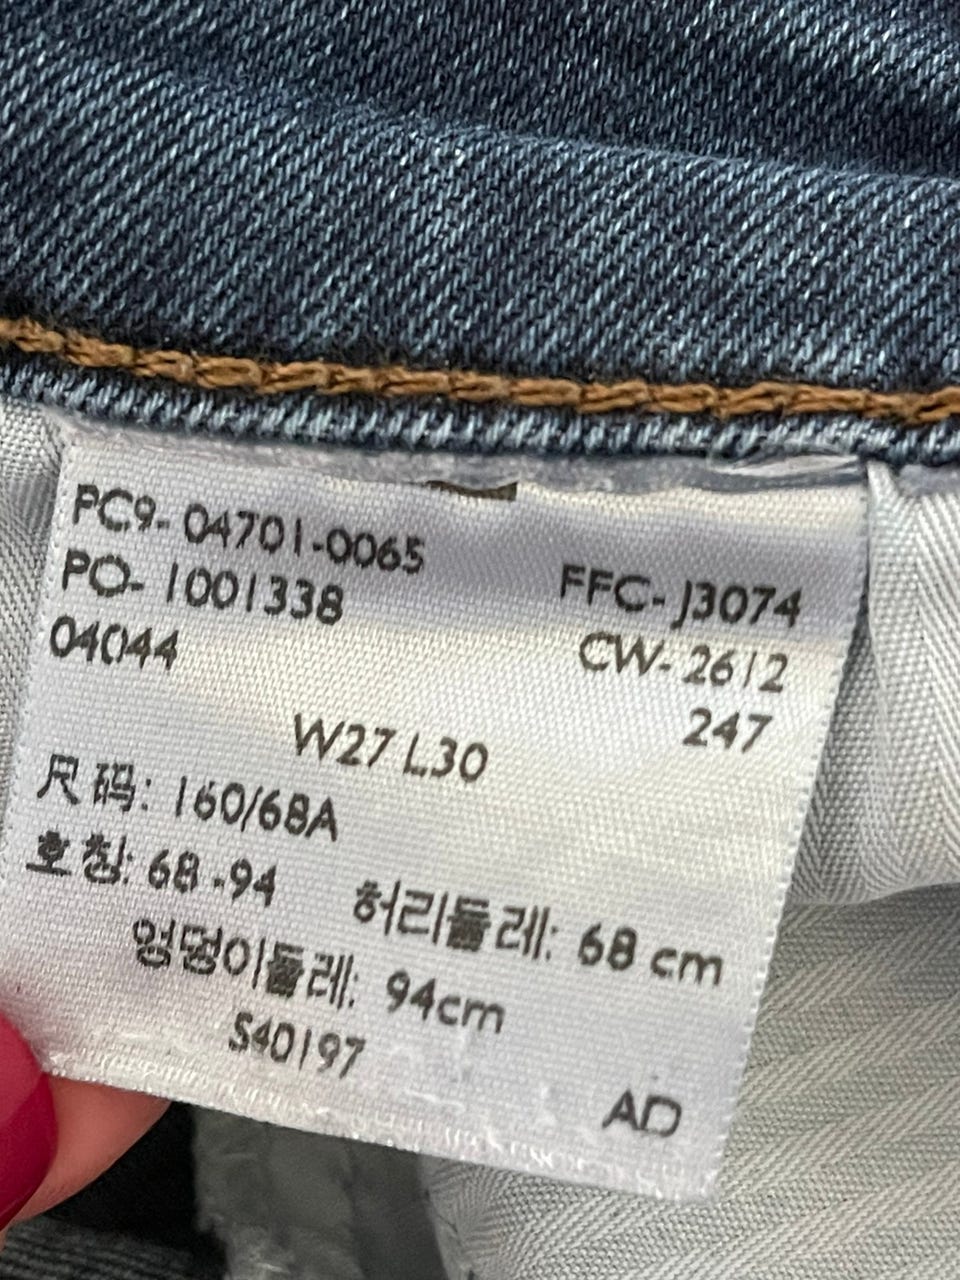 PC9- 04701-0065
PO- 1001338 FFC- J3074
04044 CW- 2612
247
W27 L30
尺码: 160/68A
호칭: 68 -94 허리둘레: 68 cm
엉덩이둘레: 94cm
S40197
AD